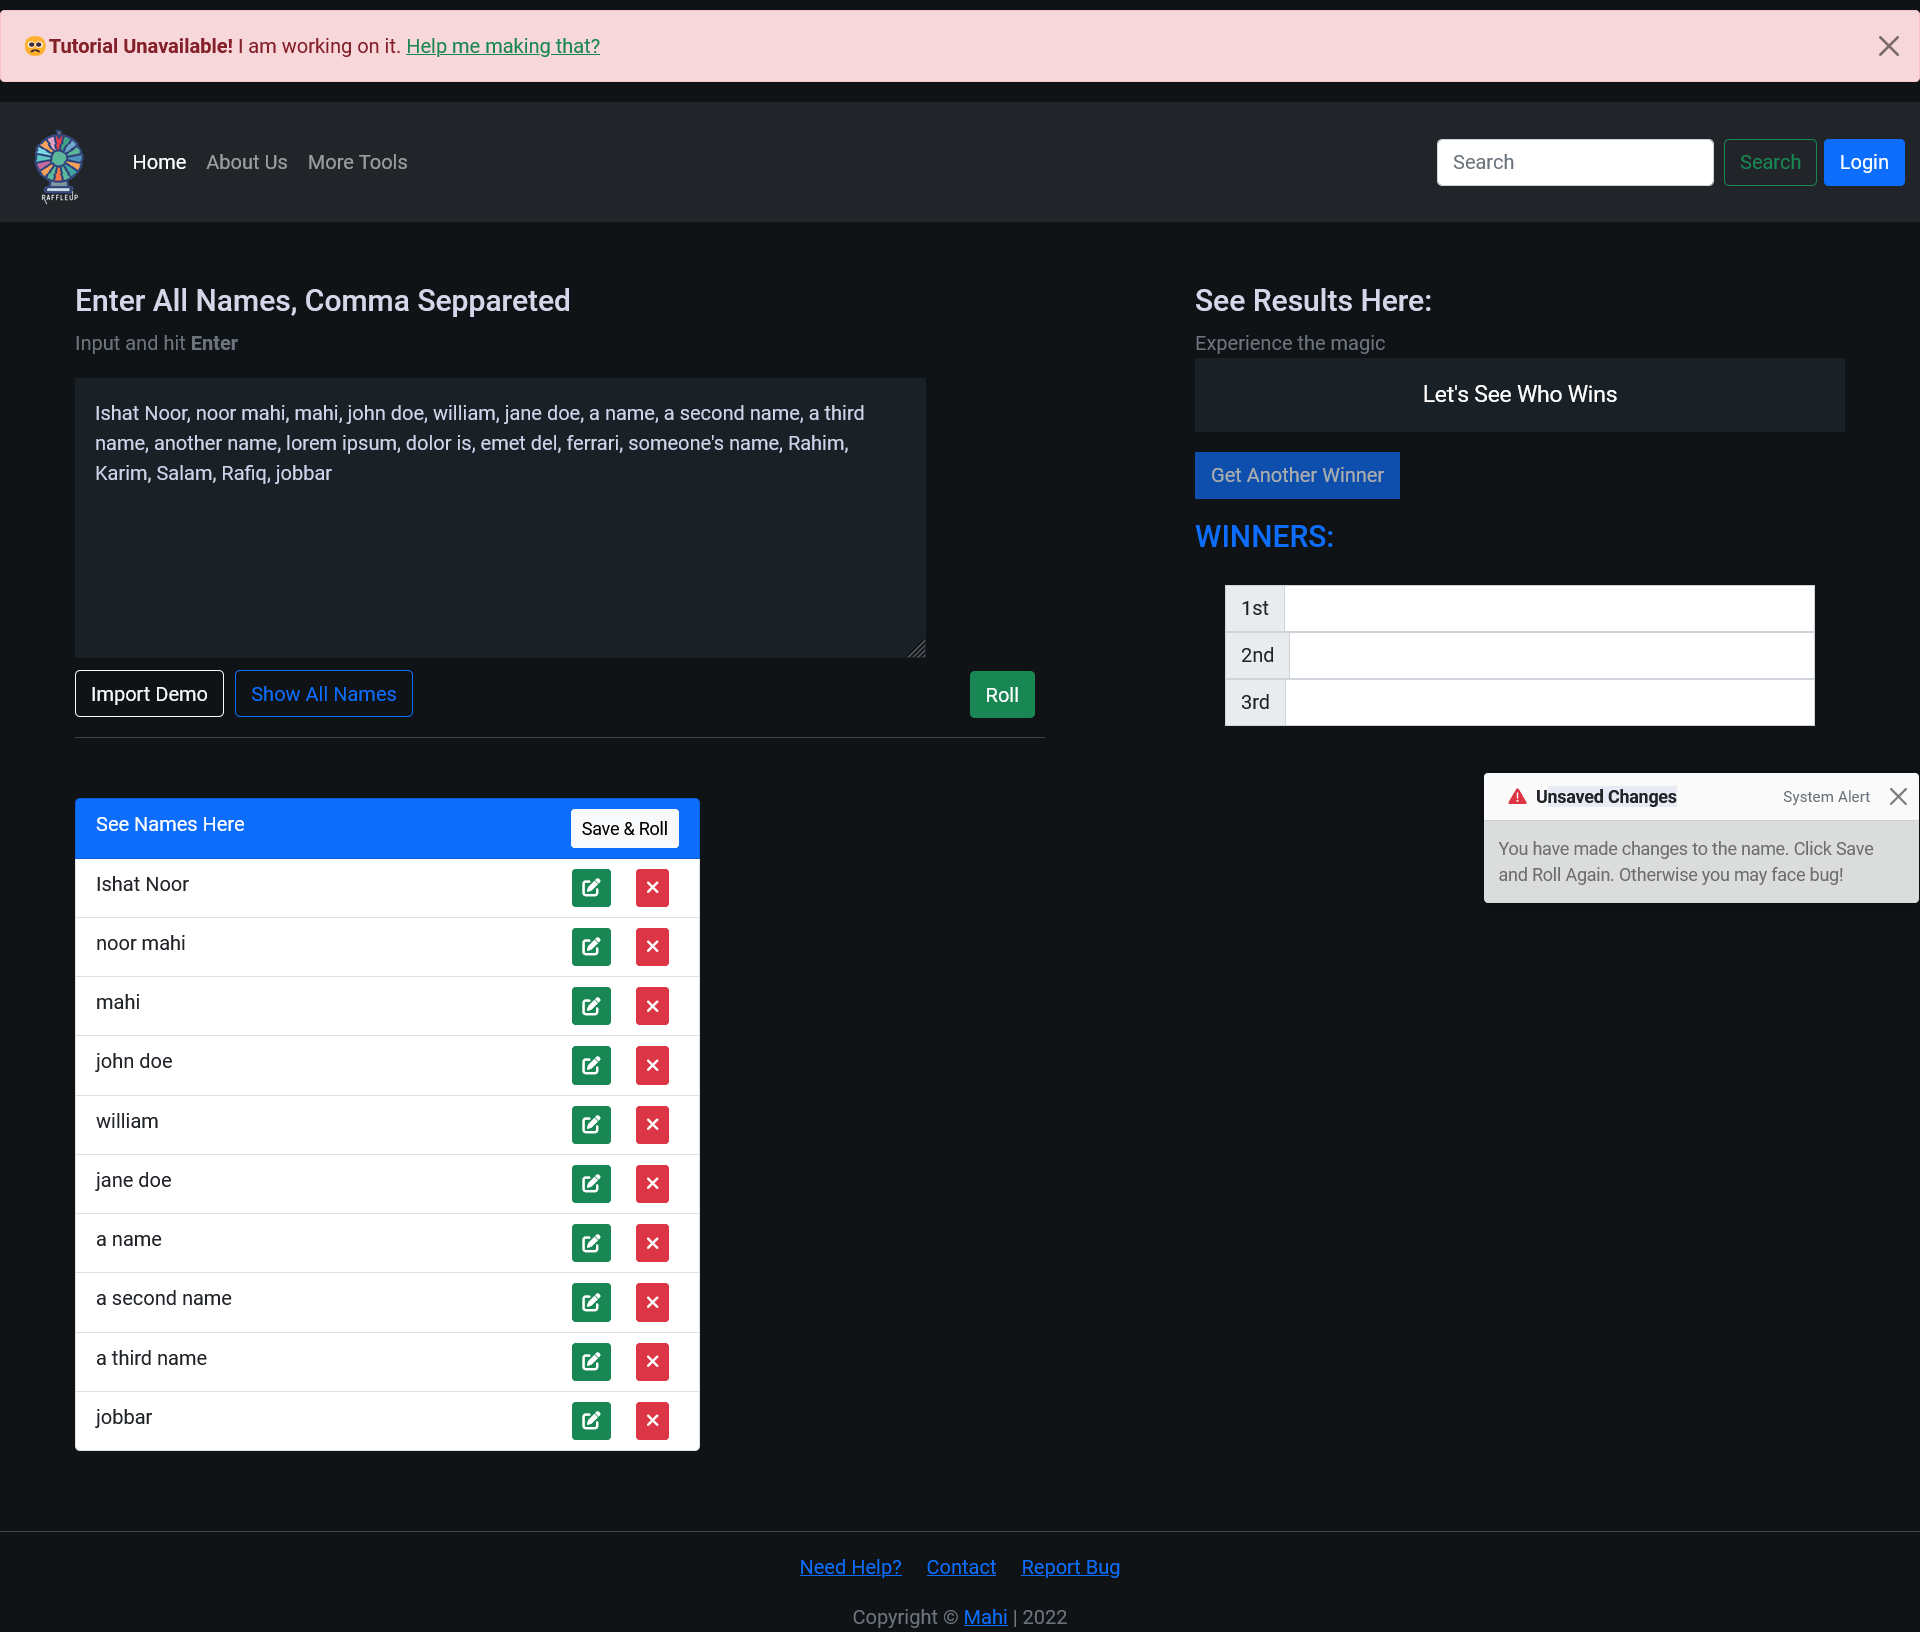 Tutorial Unavailable! I am working on it. Help me making that?
RAFFLEUP
Home About Us More Tools
Search Search Login
Enter All Names, Comma Seppareted
Input and hit Enter
Ishat Noor, noor mahi, mahi, john doe, william, jane doe, a name, a second name, a third
name, another name, lorem ipsum, dolor is, emet del, ferrari, someone's name, Rahim,
Karim, Salam, Rafiq, jobbar
Import Demo Show All Names Roll
See Results Here:
Experience the magic
Let's See Who Wins
Get Another Winner
WINNERS:
1st
2nd
3rd
Unsaved Changes System Alert
You have made changes to the name. Click Save
and Roll Again. Otherwise you may face bug!
See Names Here Save & Roll
Ishat Noor
noor mahi
mahi
john doe
william
jane doe
a name
a second name
a third name
jobbar
Need Help? Contact Report Bug
Copyright © Mahi | 2022